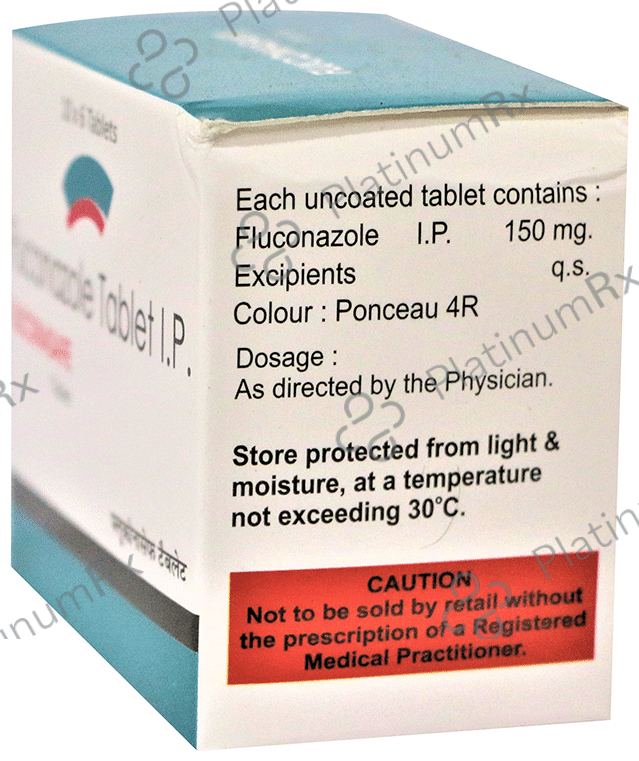 10 x 6 Tablets
Fluconazole Tablet I.P.
Each uncoated tablet contains :
Fluconazole I.P. 150 mg.
Excipients q.s.
Colour : Ponceau 4R
Dosage :
As directed by the Physician.
Store protected from light &
moisture, at a temperature
not exceeding 30°C.
CAUTION
Not to be sold by retail without
the prescription of a Registered
Medical Practitioner.
PlatinumRx
PlatinumRx
PlatinumRx